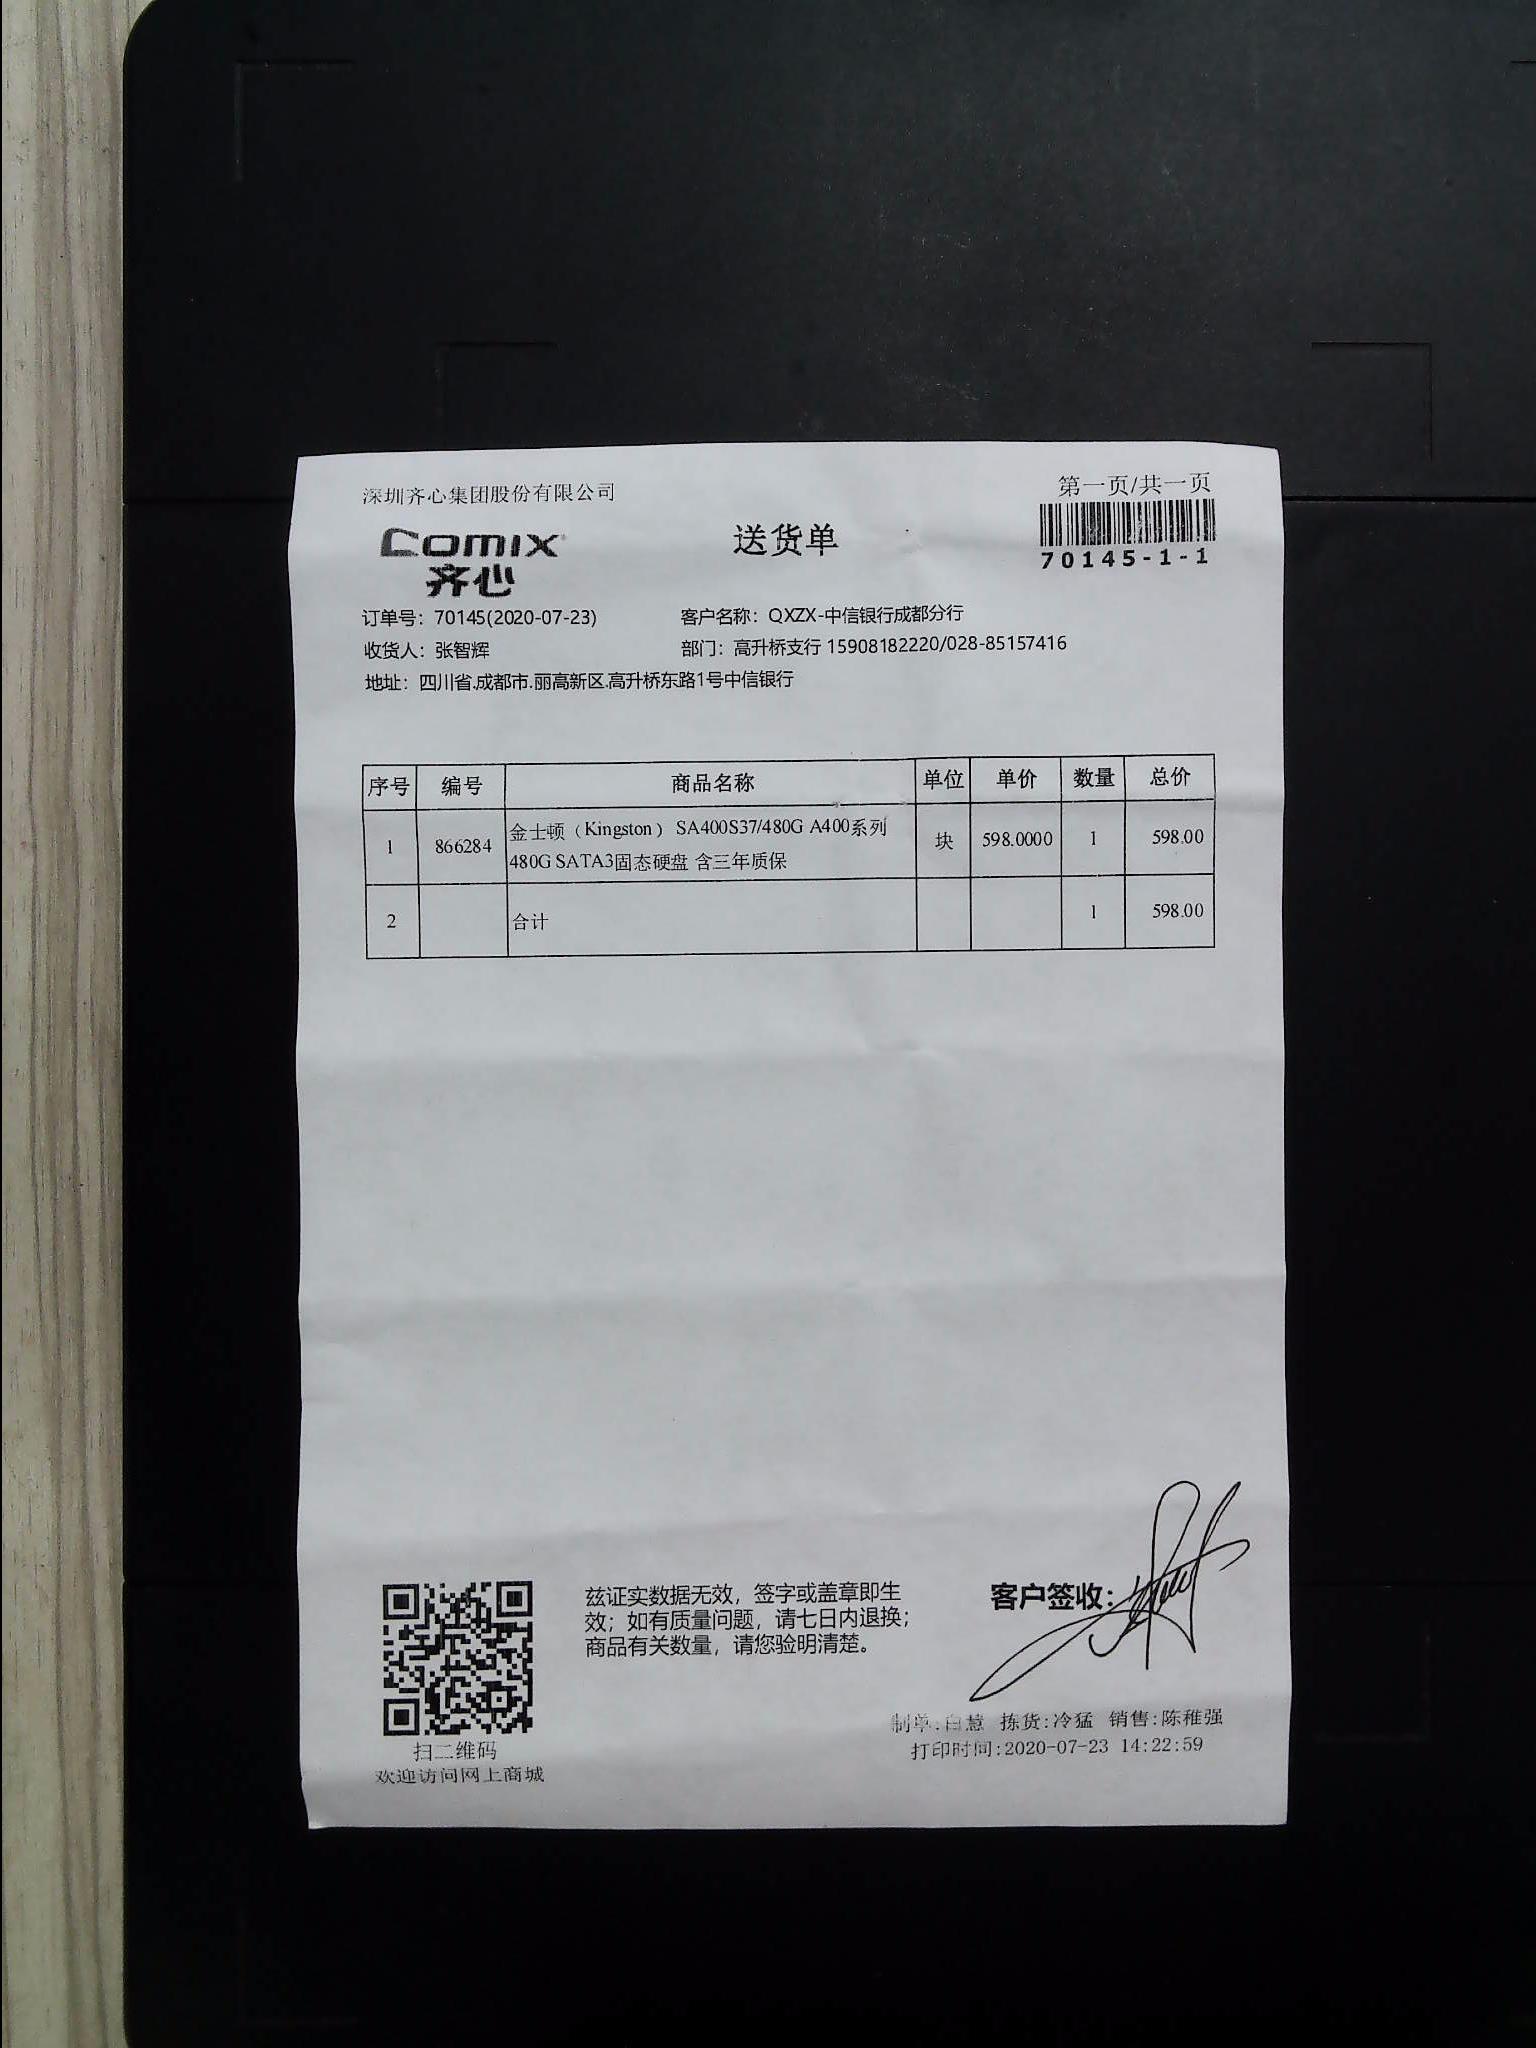 深圳齐心集团股份有限公司
第一页/共一页
comix
齐心
送货单
70145-1-1
订单号：70145(2020-07-23) 客户名称：QXZX-中信银行成都分行
收货人：张智辉 部门：高升桥支行 15908182220/028-85157416
地址：四川省.成都市.丽高新区.高升桥东路1号中信银行
序号 编号 商品名称 单位 单价 数量 总价
1 866284 金士顿（Kingston） SA400S37/480G A400系列 块 598.0000 1 598.00
480G SATA3固态硬盘 含三年质保
2 合计 1 598.00
兹证实数据无效，签字或盖章即生
效；如有质量问题，请七日内退换；
商品有关数量，请您验明清楚。
客户签收：
扫二维码
欢迎访问网上商城
制单:白慧 拣货:冷猛 销售:陈稚强
打印时间:2020-07-23 14:22:59